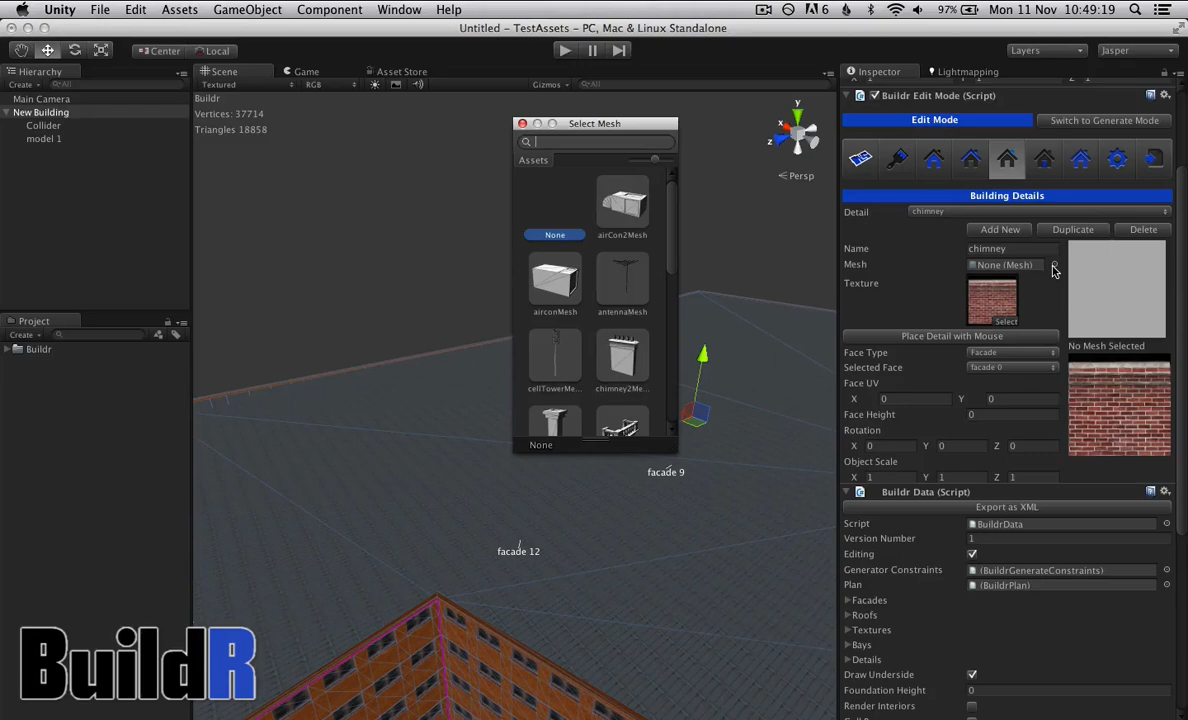 Unity File Edit Assets GameObject Component Window Help
6 97% Mon 11 Nov 10:49:19
Untitled - TestAssets - PC, Mac & Linux Standalone
Center Local Layers Jasper
Hierarchy
Create All
Main Camera
New Building
Collider
model 1
Project
Create
Buildr
Scene Game Asset Store
Textured RGB Gizmos All
Buildr
Vertices: 37714
Triangles 18858
y
x
z
Persp
facade 9
facade 12
BUILDR
Select Mesh
Assets
None airCon2Mesh
airconMesh antennaMesh
cellTowerMe... chimney2Me...
None
Inspector Lightmapping
Buildr Edit Mode (Script)
Edit Mode Switch to Generate Mode
Building Details
Detail chimney
Add New Duplicate Delete
Name chimney
Mesh None (Mesh)
Texture
Select
Place Detail with Mouse
No Mesh Selected
Face Type Facade
Selected Face facade 0
Face UV
X 0 Y 0
Face Height 0
Rotation
X 0 Y 0 Z 0
Object Scale
X 1 Y 1 Z 1
Buildr Data (Script)
Export as XML
Script BuildrData
Version Number 1
Editing
Generator Constraints (BuildrGenerateConstraints)
Plan (BuildrPlan)
Facades
Roofs
Textures
Bays
Details
Draw Underside
Foundation Height 0
Render Interiors